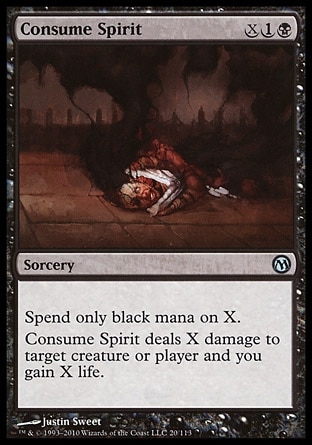 Consume Spirit X1
Sorcery
Spend only black mana on X.
Consume Spirit deals X damage to
target creature or player and you
gain X life.
Justin Sweet
™ & © 1993–2010 Wizards of the Coast LLC 20/113